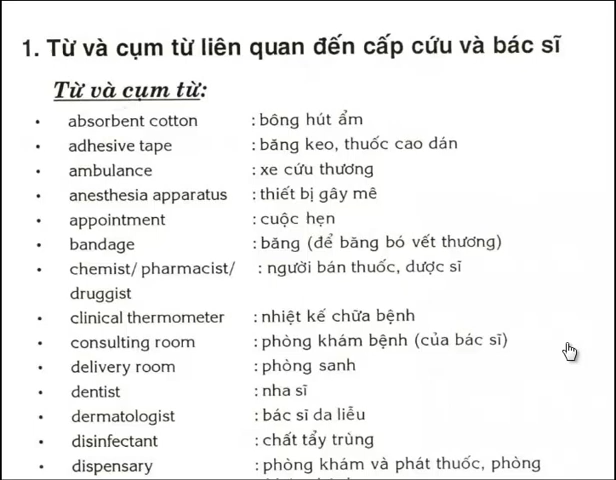 1. Từ và cụm từ liên quan đến cấp cứu và bác sĩ
Từ và cụm từ:
• absorbent cotton : bông hút ẩm
• adhesive tape : băng keo, thuốc cao dán
• ambulance : xe cứu thương
• anesthesia apparatus : thiết bị gây mê
• appointment : cuộc hẹn
• bandage : băng (để băng bó vết thương)
• chemist/ pharmacist/ : người bán thuốc, dược sĩ
druggist
• clinical thermometer : nhiệt kế chữa bệnh
• consulting room : phòng khám bệnh (của bác sĩ)
• delivery room : phòng sanh
• dentist : nha sĩ
• dermatologist : bác sĩ da liễu
• disinfectant : chất tẩy trùng
• dispensary : phòng khám và phát thuốc, phòng